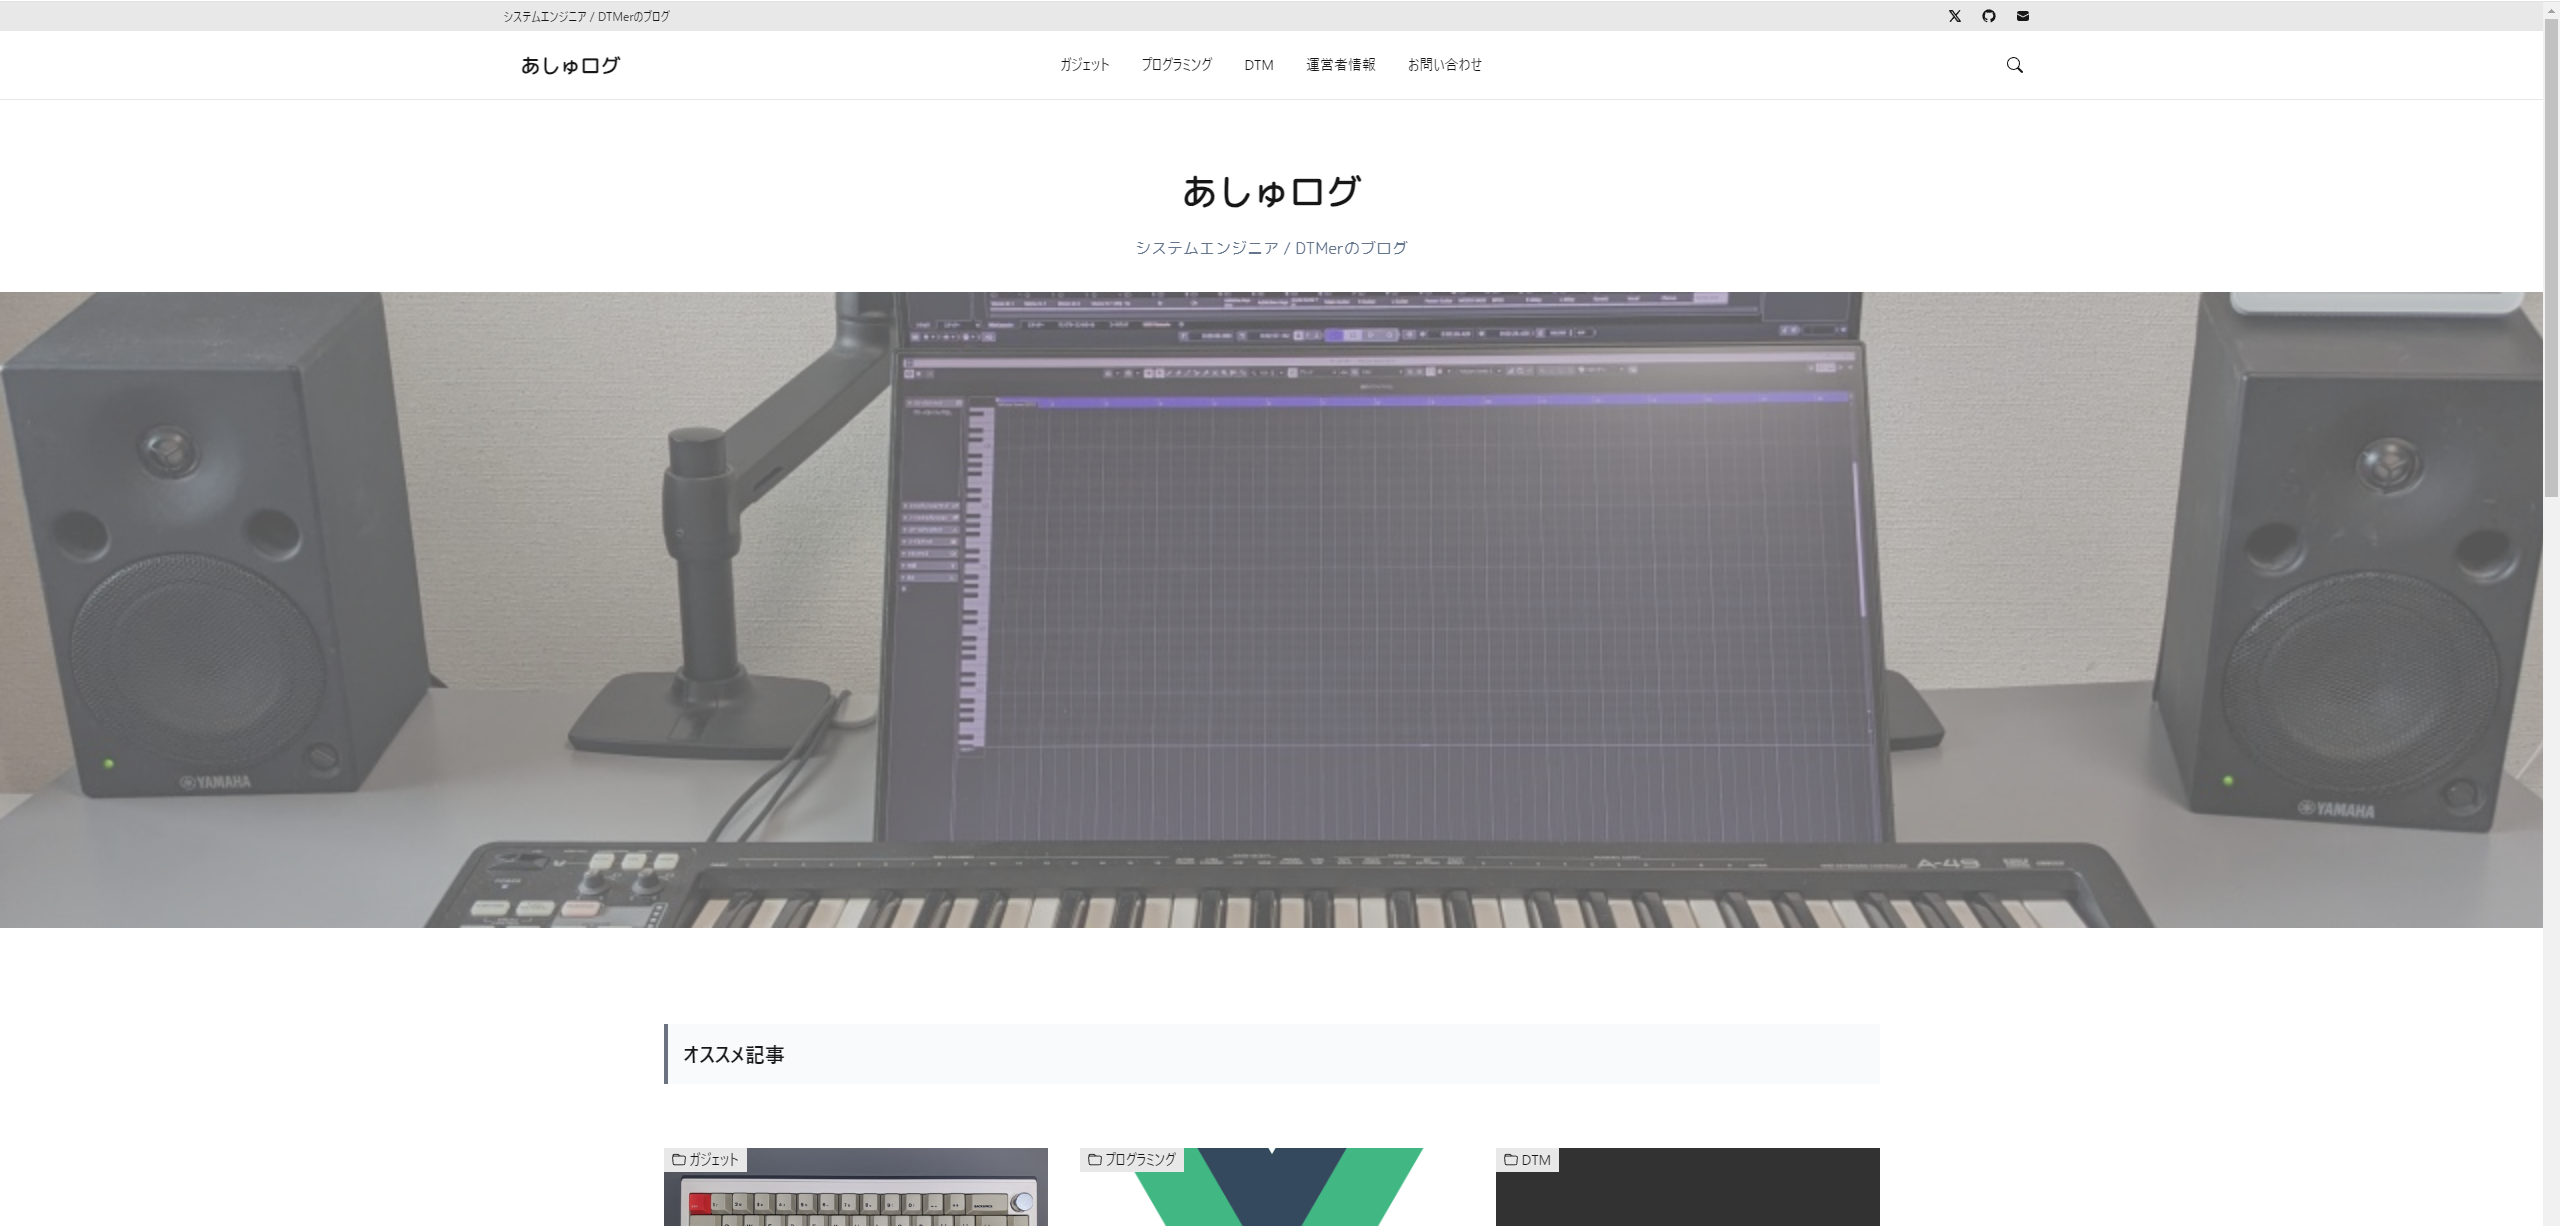 システムエンジニア / DTMerのブログ
あしゅログ
ガジェット
プログラミング
DTM
運営者情報
お問い合わせ
あしゅログ
システムエンジニア / DTMerのブログ
YAMAHA
YAMAHA
A-49
オススメ記事
ガジェット
プログラミング
DTM